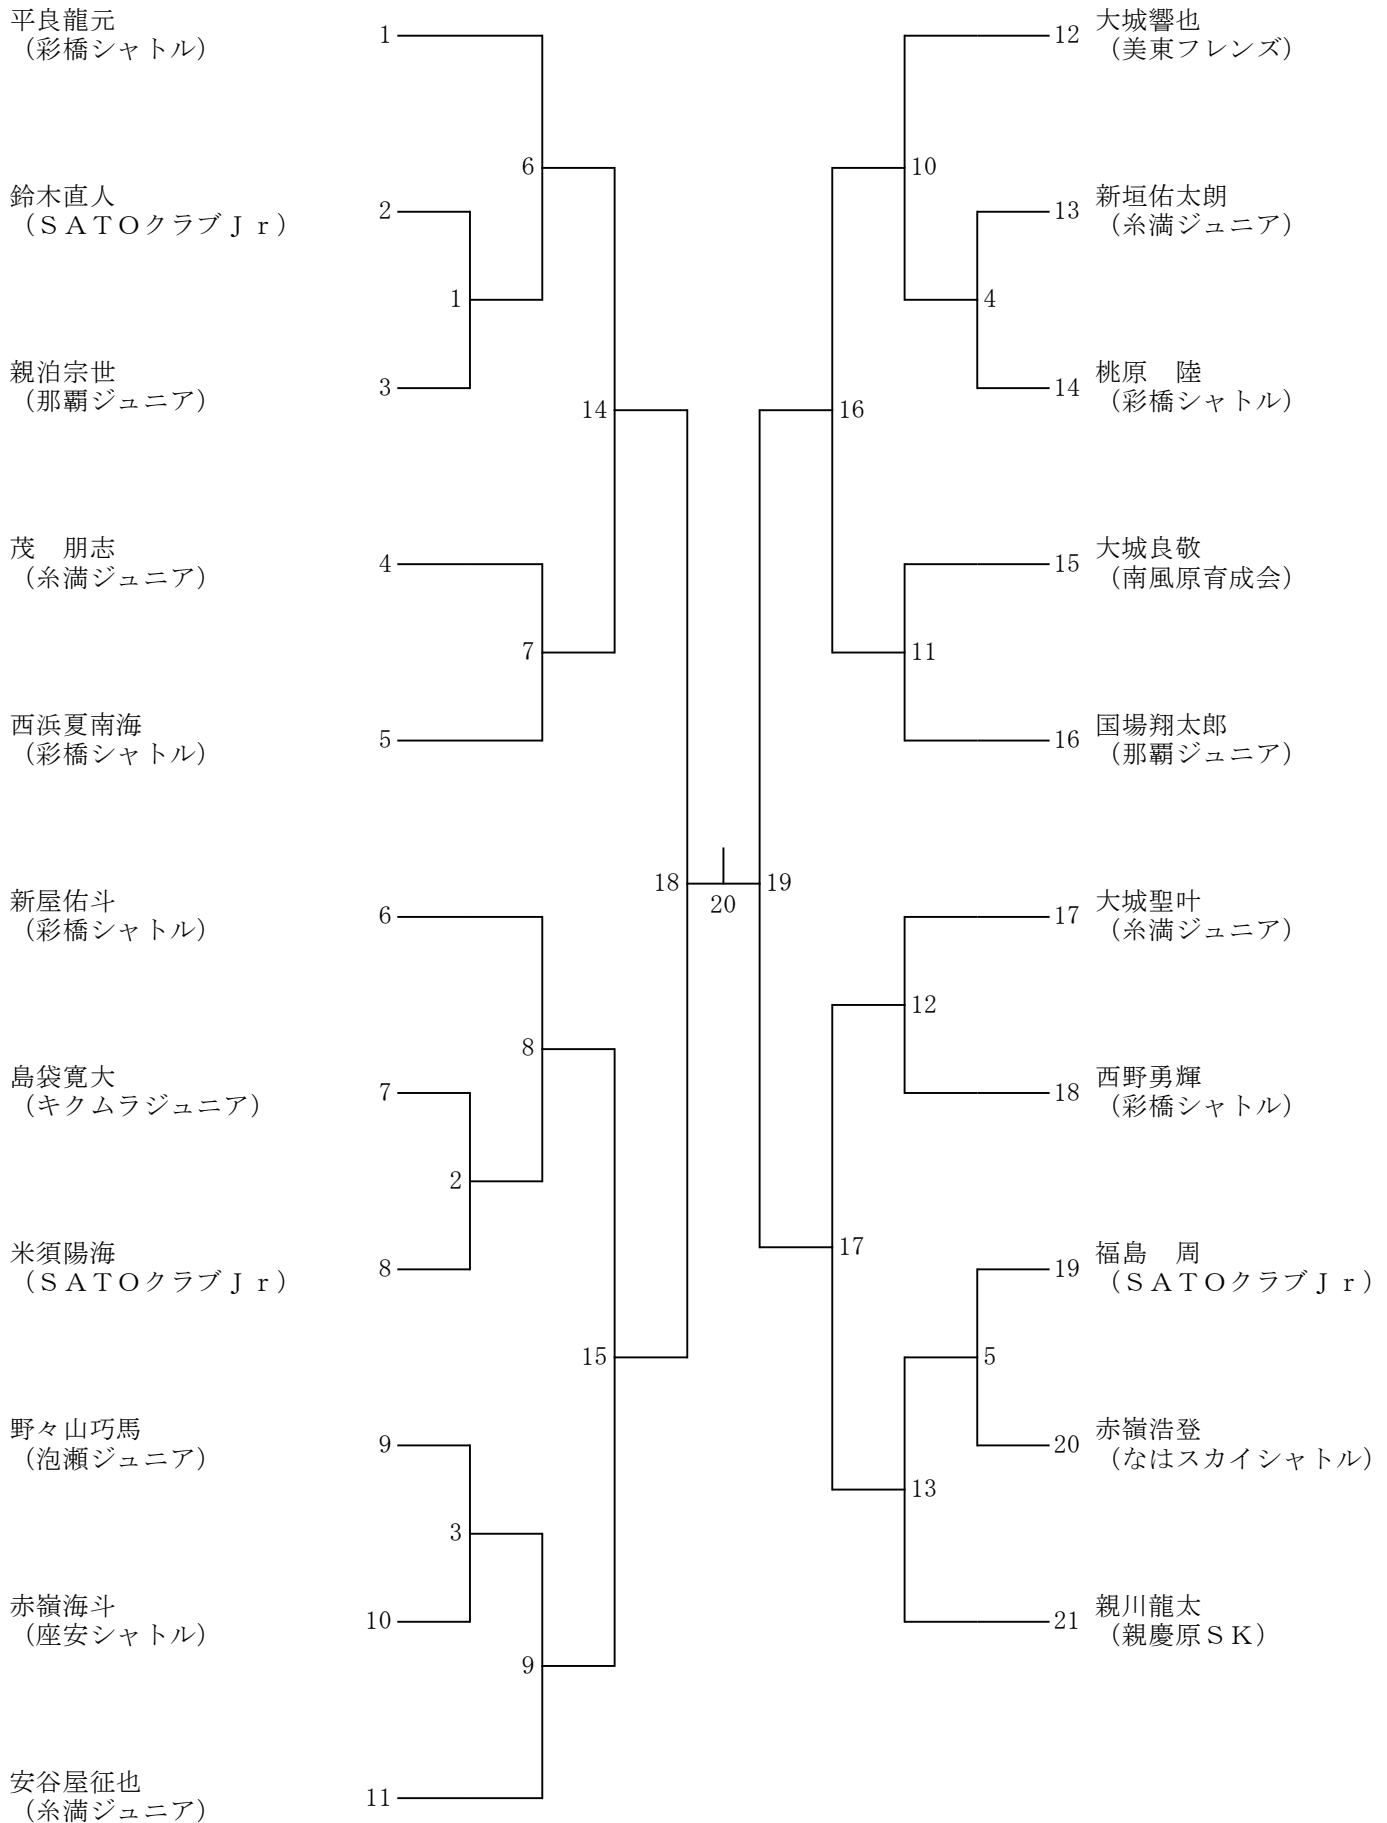 平良龍元
（彩橋シャトル）
1
鈴木直人
（ＳＡＴＯクラブＪｒ）
2
親泊宗世
（那覇ジュニア）
3
茂　朋志
（糸満ジュニア）
4
西浜夏南海
（彩橋シャトル）
5
新屋佑斗
（彩橋シャトル）
6
島袋寛大
（キクムラジュニア）
7
米須陽海
（ＳＡＴＯクラブＪｒ）
8
野々山巧馬
（泡瀬ジュニア）
9
赤嶺海斗
（座安シャトル）
10
安谷屋征也
（糸満ジュニア）
11
1
2
3
6
7
8
9
14
15
18
20
19
16
17
10
11
12
13
4
5
12
大城響也
（美東フレンズ）
13
新垣佑太朗
（糸満ジュニア）
14
桃原　陸
（彩橋シャトル）
15
大城良敬
（南風原育成会）
16
国場翔太郎
（那覇ジュニア）
17
大城聖叶
（糸満ジュニア）
18
西野勇輝
（彩橋シャトル）
19
福島　周
（ＳＡＴＯクラブＪｒ）
20
赤嶺浩登
（なはスカイシャトル）
21
親川龍太
（親慶原ＳＫ）